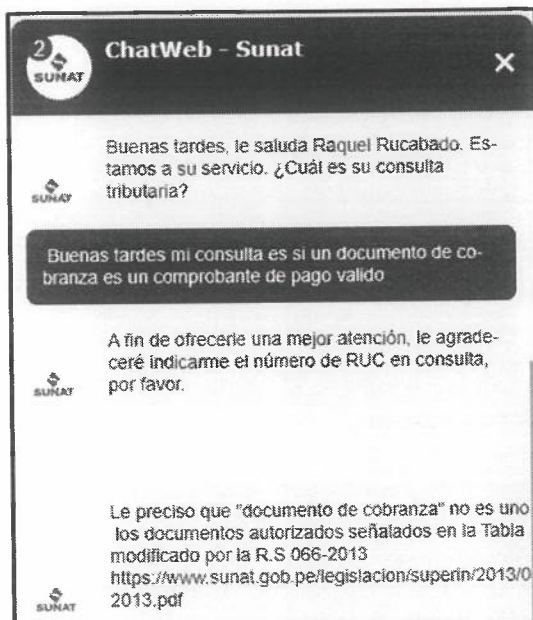 2
SUNAT
ChatWeb - Sunat
×
Buenas tardes, le saluda Raquel Rucabado. Es-
tamos a su servicio. ¿Cuál es su consulta
tributaria?
SUNAT
Buenas tardes mi consulta es si un documento de co-
branza es un comprobante de pago valido
A fin de ofrecerle una mejor atención, le agrade-
ceré indicarme el número de RUC en consulta,
por favor.
SUNAT
Le preciso que "documento de cobranza" no es uno
los documentos autorizados señalados en la Tabla
modificado por la R.S 066-2013
https://www.sunat.gob.pe/legislacion/superin/2013/0
2013.pdf
SUNAT